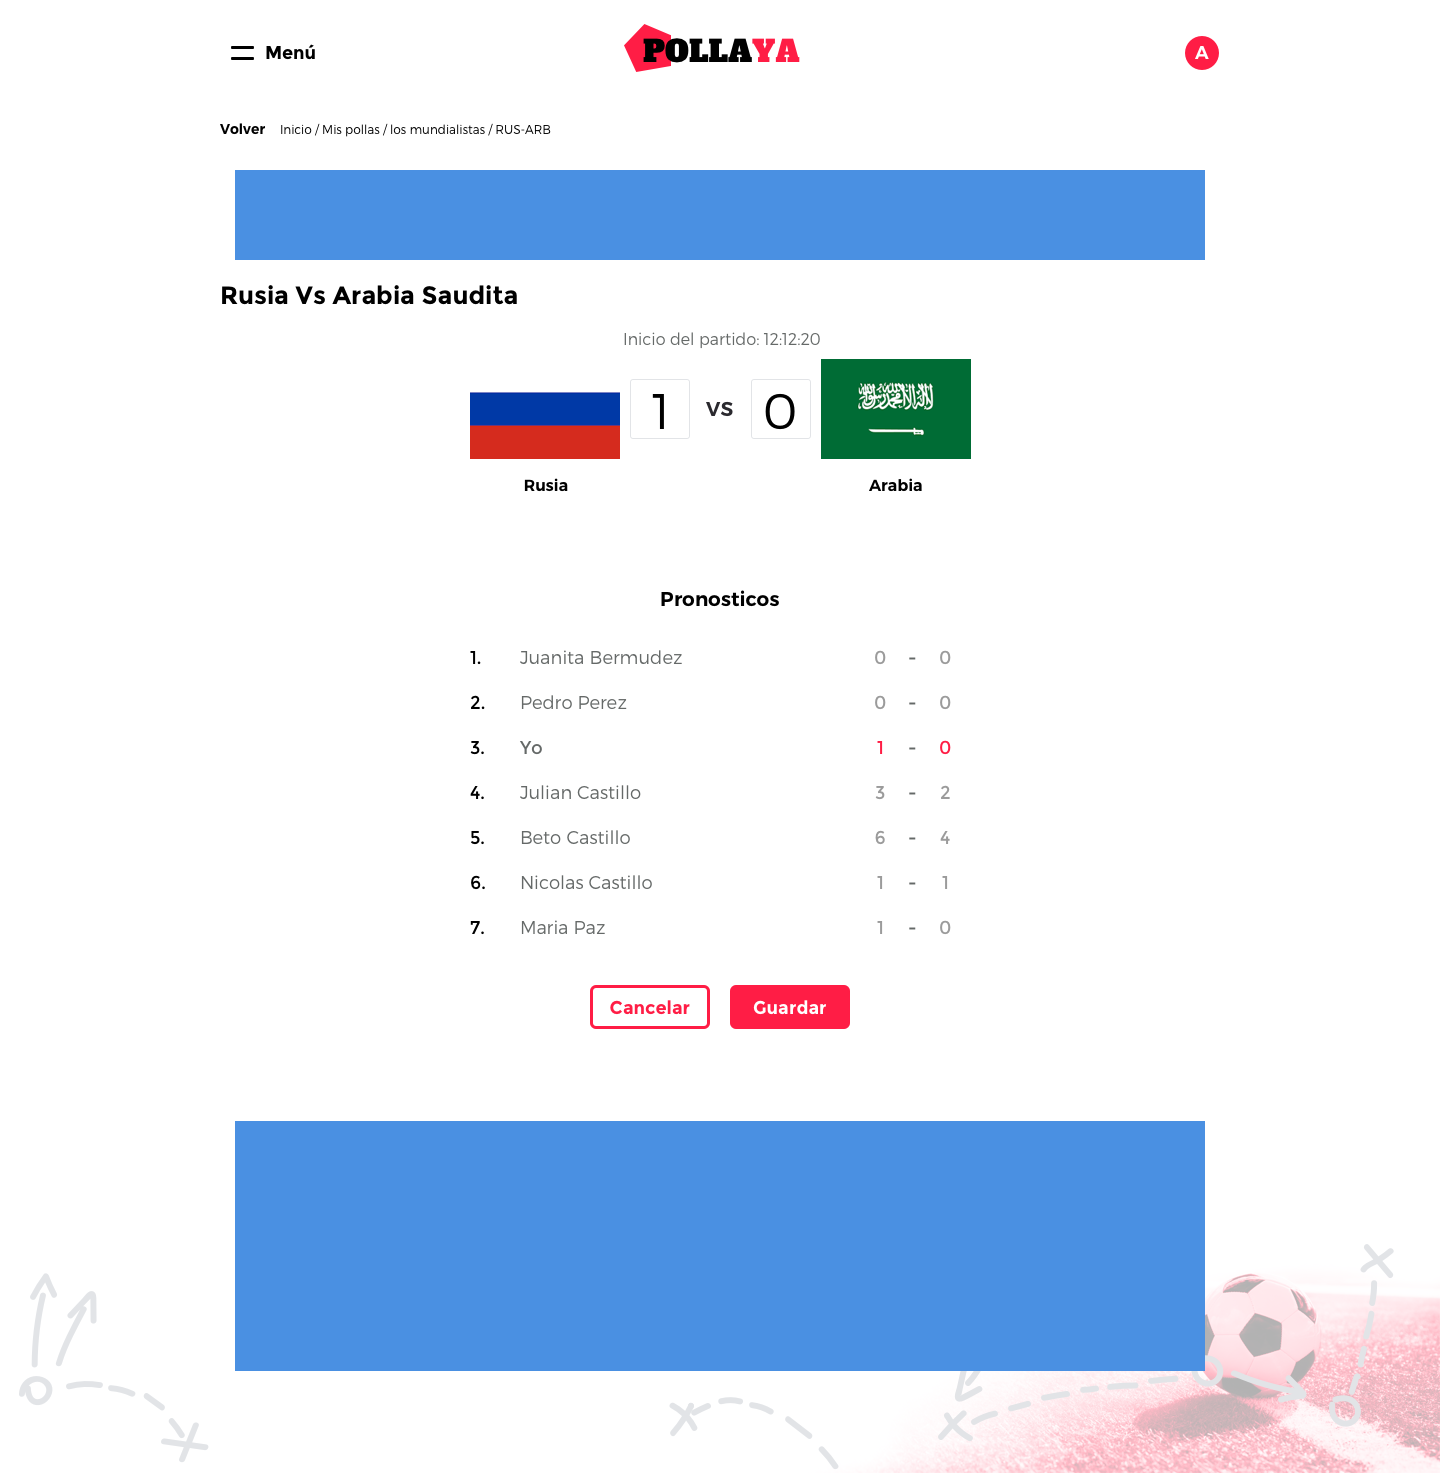 Menú
POLLAYA
A
Volver Inicio / Mis pollas / los mundialistas / RUS-ARB
Rusia Vs Arabia Saudita
Inicio del partido: 12:12:20
1 VS 0
Rusia Arabia
Pronosticos
1. Juanita Bermudez 0 - 0
2. Pedro Perez 0 - 0
3. Yo 1 - 0
4. Julian Castillo 3 - 2
5. Beto Castillo 6 - 4
6. Nicolas Castillo 1 - 1
7. Maria Paz 1 - 0
Cancelar Guardar